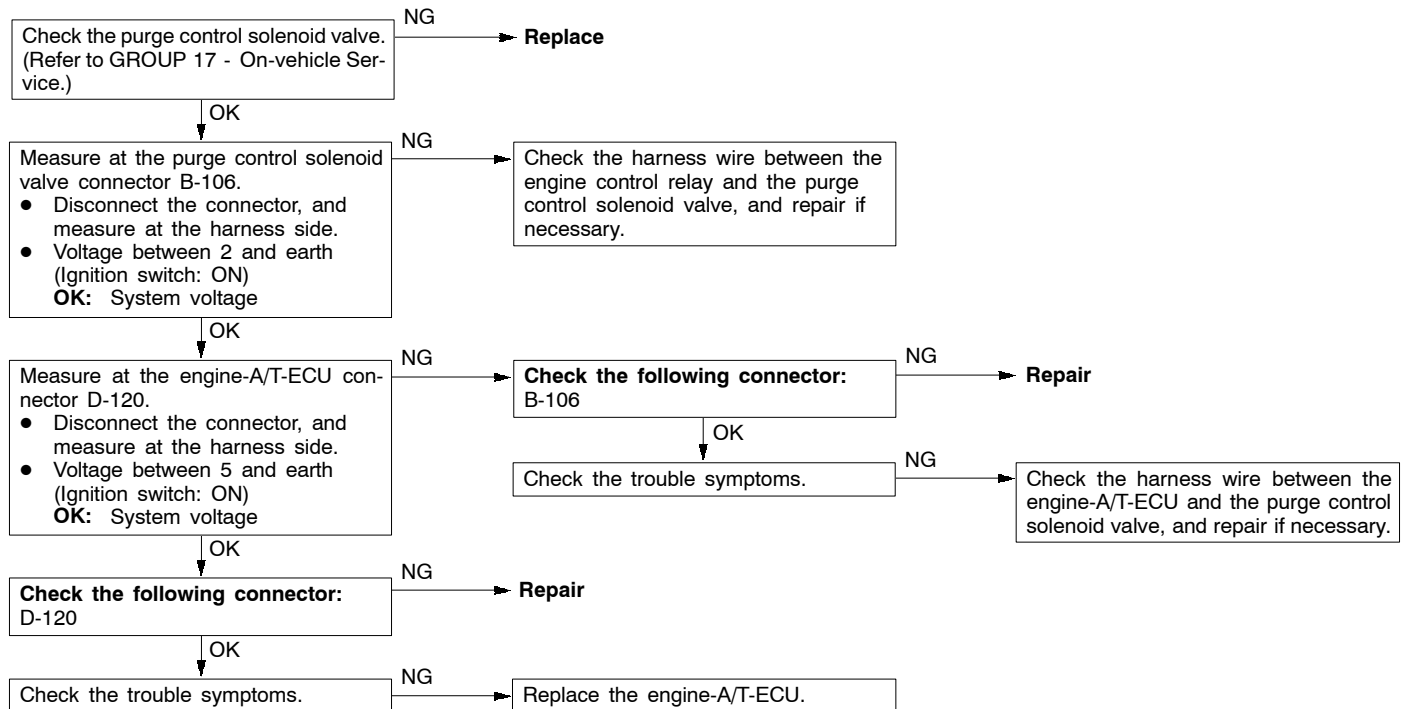 Check the purge control solenoid valve.
(Refer to GROUP 17 - On-vehicle Ser-
vice.)
NG
Replace
OK
Measure at the purge control solenoid
valve connector B-106.
● Disconnect the connector, and
measure at the harness side.
● Voltage between 2 and earth
(Ignition switch: ON)
OK: System voltage
NG
Check the harness wire between the
engine control relay and the purge
control solenoid valve, and repair if
necessary.
OK
Measure at the engine-A/T-ECU con-
nector D-120.
● Disconnect the connector, and
measure at the harness side.
● Voltage between 5 and earth
(Ignition switch: ON)
OK: System voltage
NG
Check the following connector:
B-106
NG
Repair
OK
Check the trouble symptoms.
NG
Check the harness wire between the
engine-A/T-ECU and the purge control
solenoid valve, and repair if necessary.
OK
Check the following connector:
D-120
NG
Repair
OK
Check the trouble symptoms.
NG
Replace the engine-A/T-ECU.